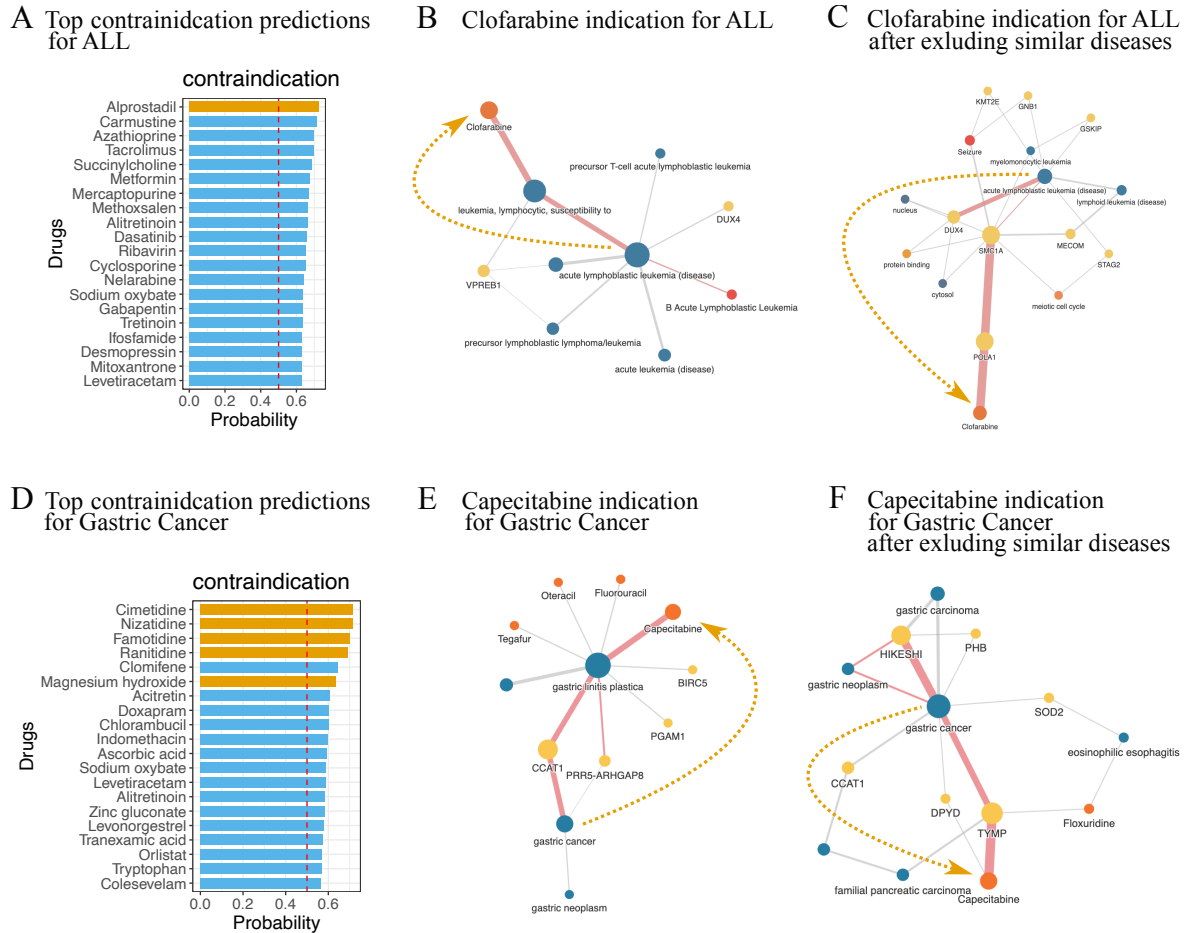 A Top contrainidcation predictions
for ALL
contraindication
Drugs
Alprostadil
Carmustine
Azathioprine
Tacrolimus
Succinylcholine
Metformin
Mercaptopurine
Methoxsalen
Alitretinoin
Dasatinib
Ribavirin
Cyclosporine
Nelarabine
Sodium oxybate
Gabapentin
Tretinoin
Ifosfamide
Desmopressin
Mitoxantrone
Levetiracetam
0.0 0.2 0.4 0.6
Probability
B Clofarabine indication for ALL
Clofarabine
precursor T-cell acute lymphoblastic leukemia
leukemia, lymphocytic, susceptibility to
DUX4
acute lymphoblastic leukemia (disease)
VPREB1
B Acute Lymphoblastic Leukemia
precursor lymphoblastic lymphoma/leukemia
acute leukemia (disease)
C Clofarabine indication for ALL
after exluding similar diseases
KMT2E
GNB1
GSKIP
Seizure
myelomonocytic leukemia
acute lymphoblastic leukemia (disease)
lymphoid leukemia (disease)
nucleus
DUX4
SMC1A
MECOM
STAG2
protein binding
cytosol
meiotic cell cycle
POLA1
Clofarabine
D Top contrainidcation predictions
for Gastric Cancer
contraindication
Drugs
Cimetidine
Nizatidine
Famotidine
Ranitidine
Clomifene
Magnesium hydroxide
Acitretin
Doxapram
Chlorambucil
Indomethacin
Ascorbic acid
Sodium oxybate
Levetiracetam
Alitretinoin
Zinc gluconate
Levonorgestrel
Tranexamic acid
Orlistat
Tryptophan
Colesevelam
0.0 0.2 0.4 0.6
Probability
E Capecitabine indication
for Gastric Cancer
Oteracil
Fluorouracil
Tegafur
Capecitabine
gastric linitis plastica
BIRC5
PGAM1
CCAT1
PRR5-ARHGAP8
gastric cancer
gastric neoplasm
F Capecitabine indication
for Gastric Cancer
after exluding similar diseases
gastric carcinoma
HIKESHI
PHB
gastric neoplasm
gastric cancer
SOD2
eosinophilic esophagitis
CCAT1
DPYD
TYMP
Floxuridine
familial pancreatic carcinoma
Capecitabine